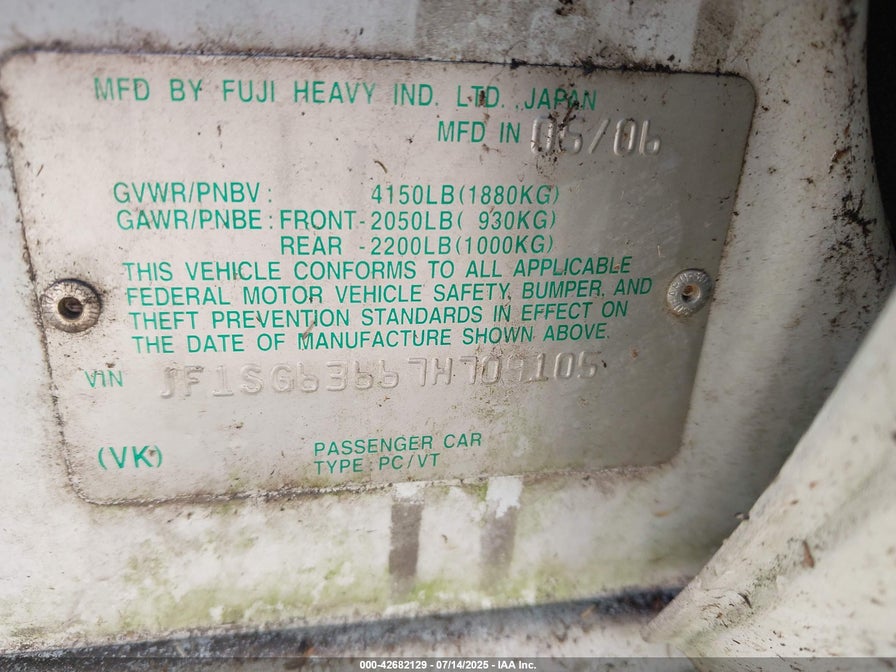 MFD BY FUJI HEAVY IND. LTD. JAPAN
MFD IN 06/06
GVWR/PNBV: 4150LB(1880KG)
GAWR/PNBE: FRONT-2050LB( 930KG)
REAR -2200LB(1000KG)
THIS VEHICLE CONFORMS TO ALL APPLICABLE
FEDERAL MOTOR VEHICLE SAFETY, BUMPER, AND
THEFT PREVENTION STANDARDS IN EFFECT ON
THE DATE OF MANUFACTURE SHOWN ABOVE.
VIN
(VK)
PASSENGER CAR
TYPE: PC/VT
000-42682129 - 07/14/2025 - IAA Inc.